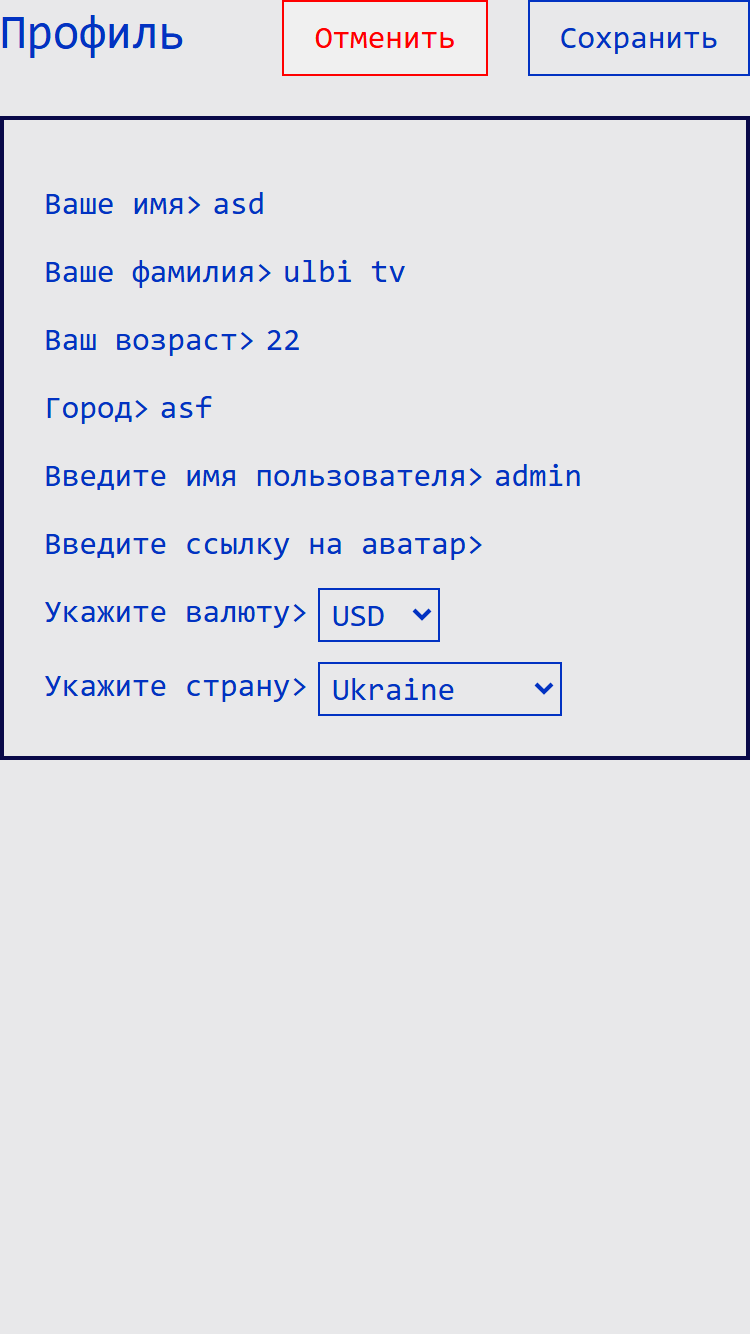 Профиль Отменить Сохранить
Ваше имя> asd
Ваше фамилия> ulbi tv
Ваш возраст> 22
Город> asf
Введите имя пользователя> admin
Введите ссылку на аватар>
Укажите валюту> USD
Укажите страну> Ukraine